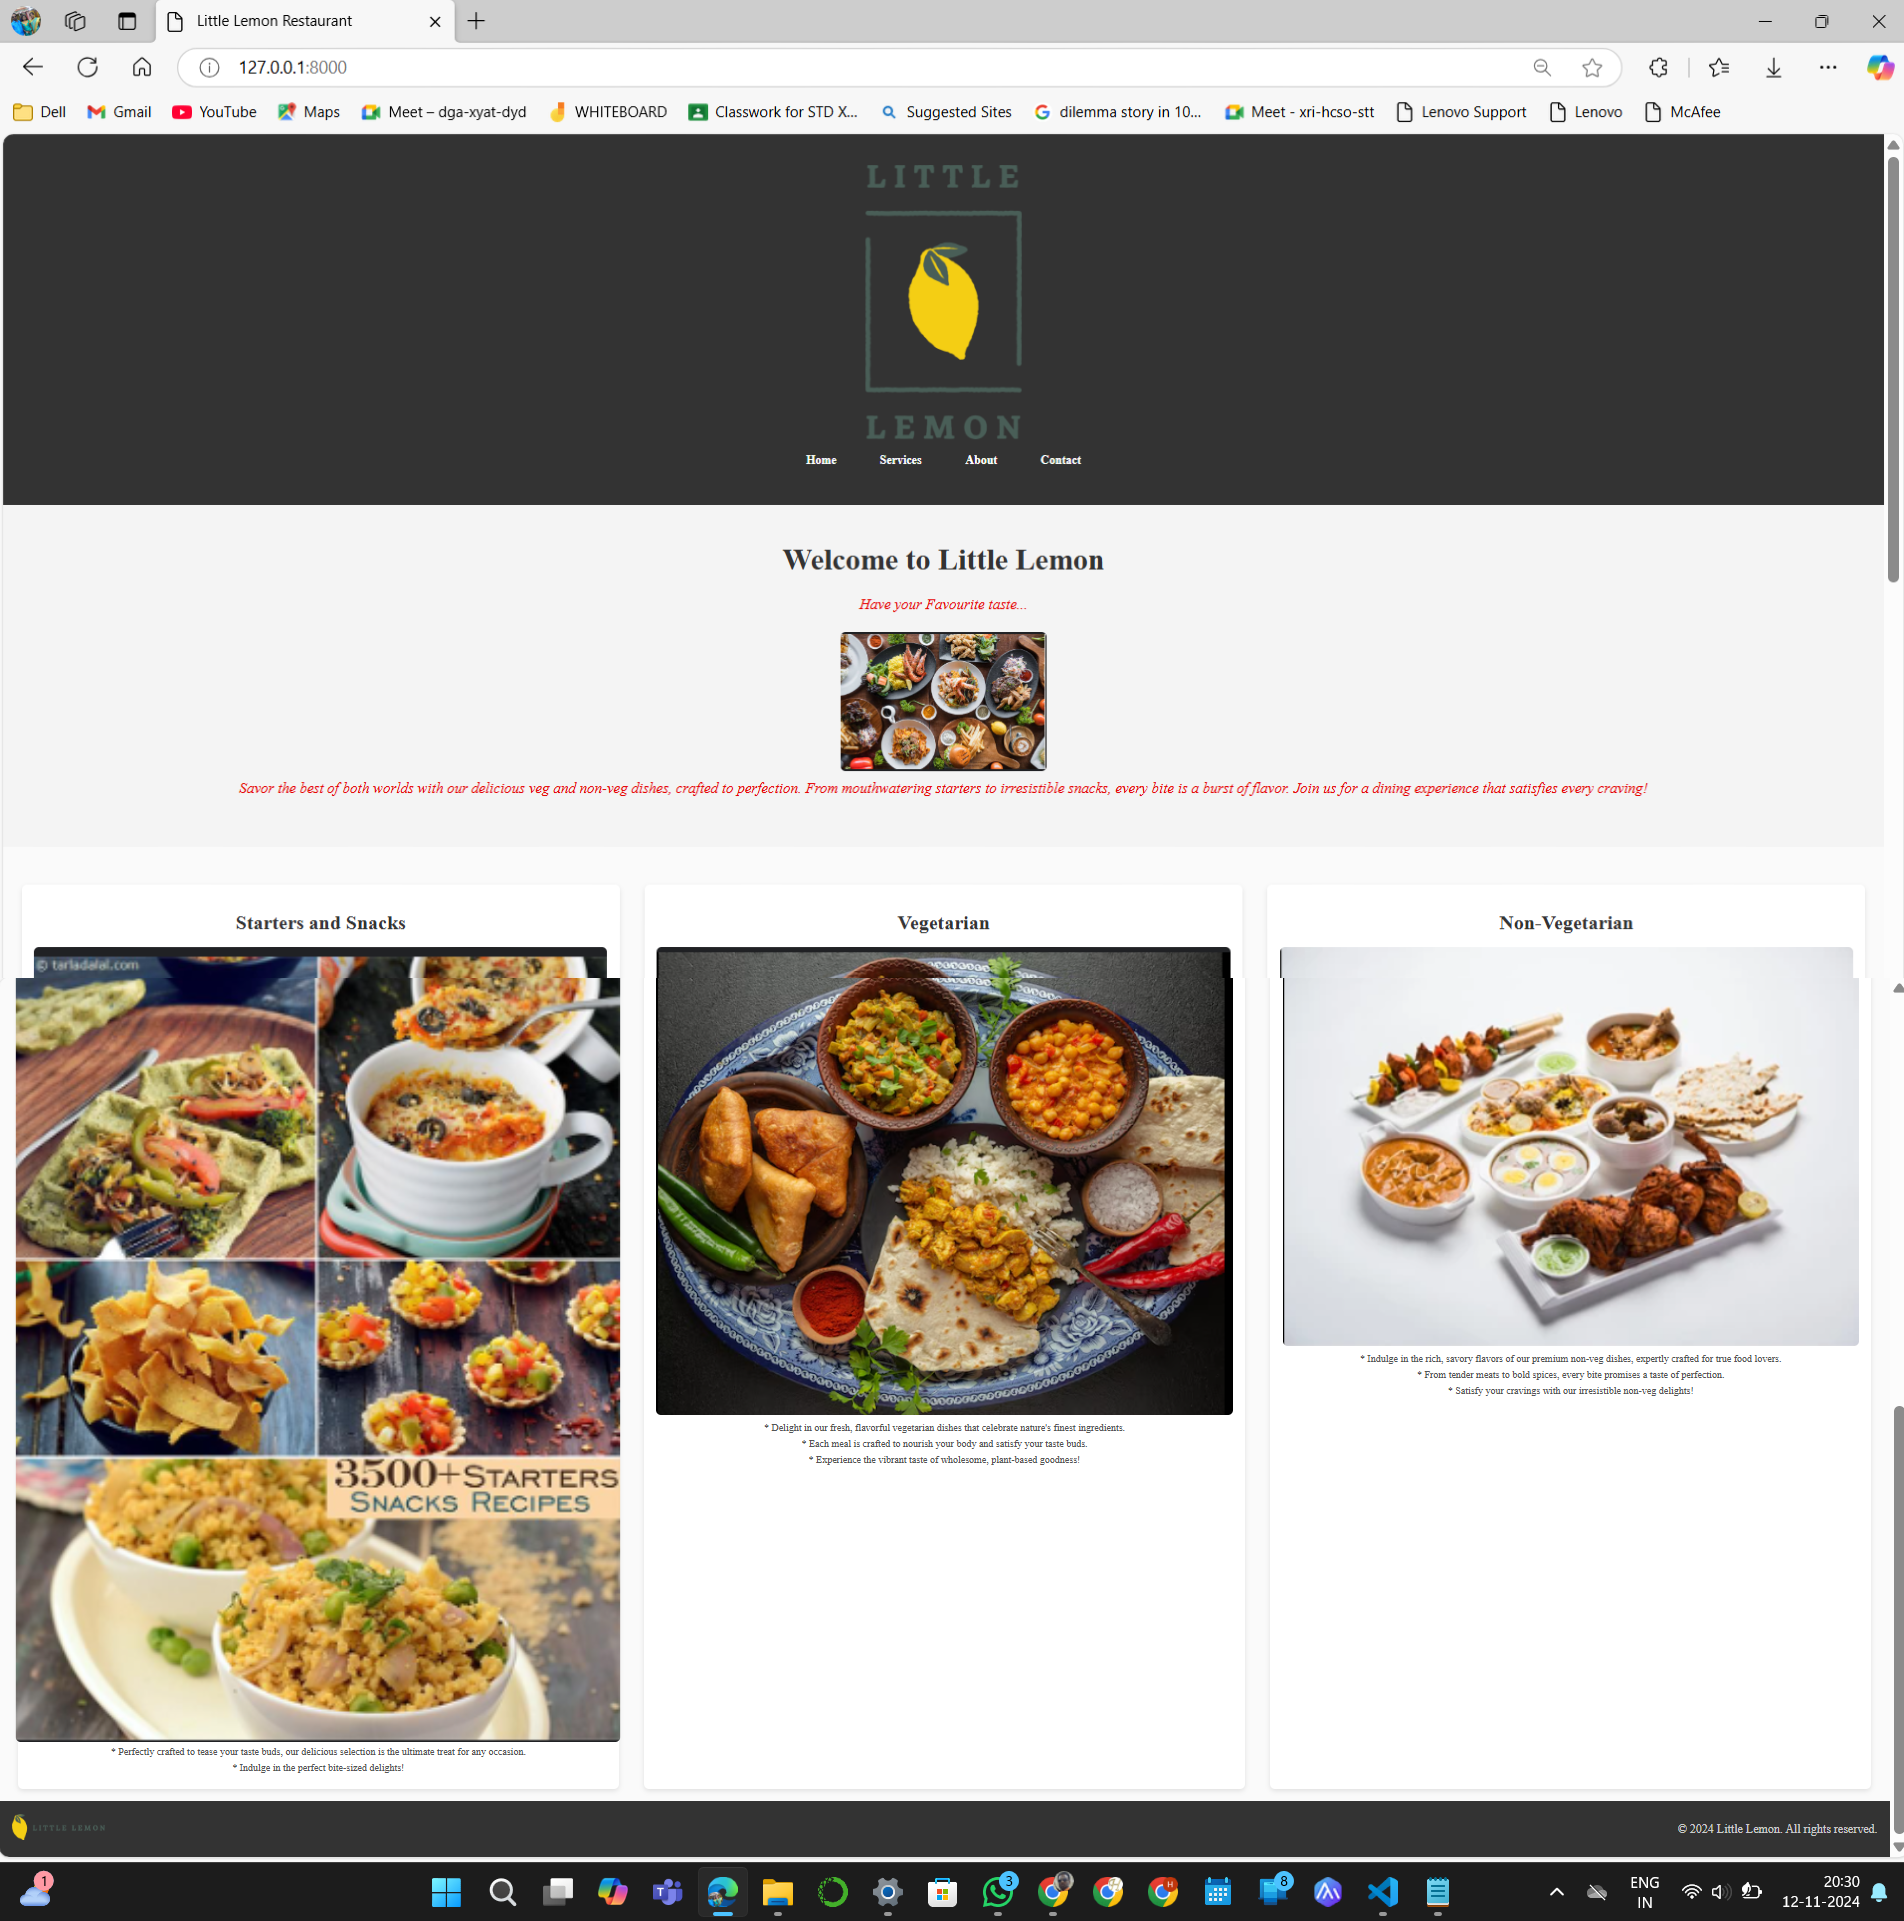 Little Lemon Restaurant
127.0.0.1:8000
Dell
Gmail
YouTube
Maps
Meet – dga-xyat-dyd
WHITEBOARD
Classwork for STD X...
Suggested Sites
dilemma story in 10...
Meet - xri-hcso-stt
Lenovo Support
Lenovo
McAfee
LITTLE
LEMON
Home Services About Contact
Welcome to Little Lemon
Have your Favourite taste...
Savor the best of both worlds with our delicious veg and non-veg dishes, crafted to perfection. From mouthwatering starters to irresistible snacks, every bite is a burst of flavor. Join us for a dining experience that satisfies every craving!
Starters and Snacks
© tarladalal.com
3500+STARTERS
SNACKS RECIPES
* Perfectly crafted to tease your taste buds, our delicious selection is the ultimate treat for any occasion.
* Indulge in the perfect bite-sized delights!
Vegetarian
* Delight in our fresh, flavorful vegetarian dishes that celebrate nature's finest ingredients.
* Each meal is crafted to nourish your body and satisfy your taste buds.
* Experience the vibrant taste of wholesome, plant-based goodness!
Non-Vegetarian
* Indulge in the rich, savory flavors of our premium non-veg dishes, expertly crafted for true food lovers.
* From tender meats to bold spices, every bite promises a taste of perfection.
* Satisfy your cravings with our irresistible non-veg delights!
LITTLE LEMON
© 2024 Little Lemon. All rights reserved.
1
T
3
H
8
ENG
IN
20:30
12-11-2024